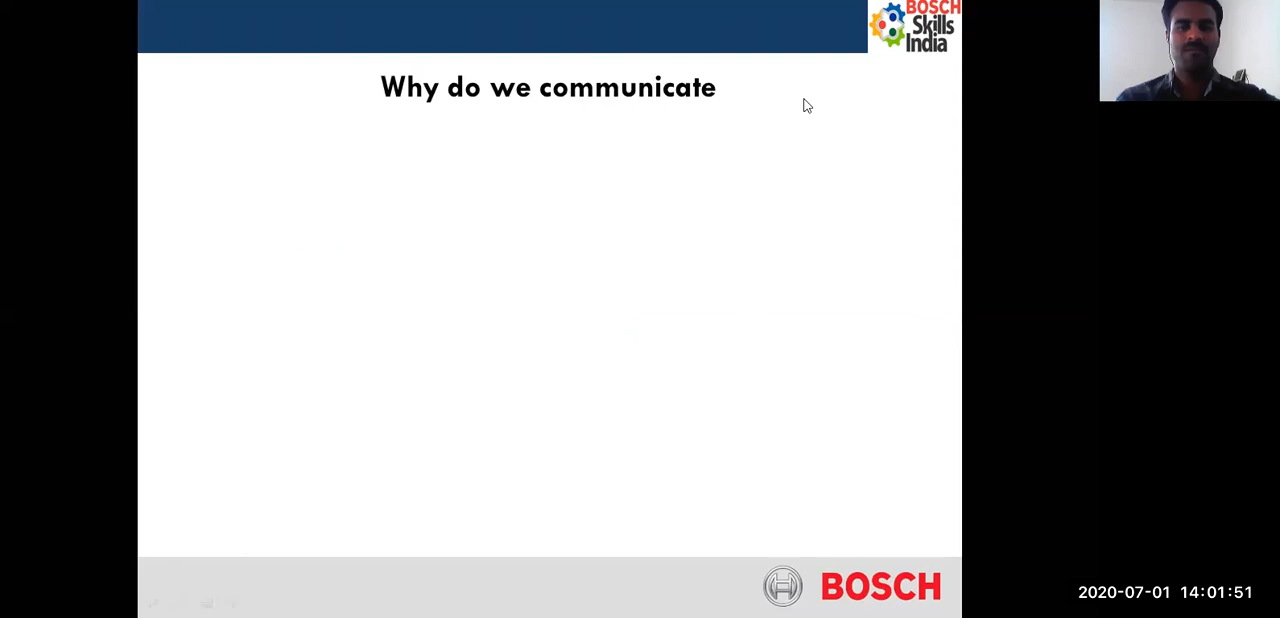 BOSCH
Skills
India
Why do we communicate
BOSCH
2020-07-01 14:01:51